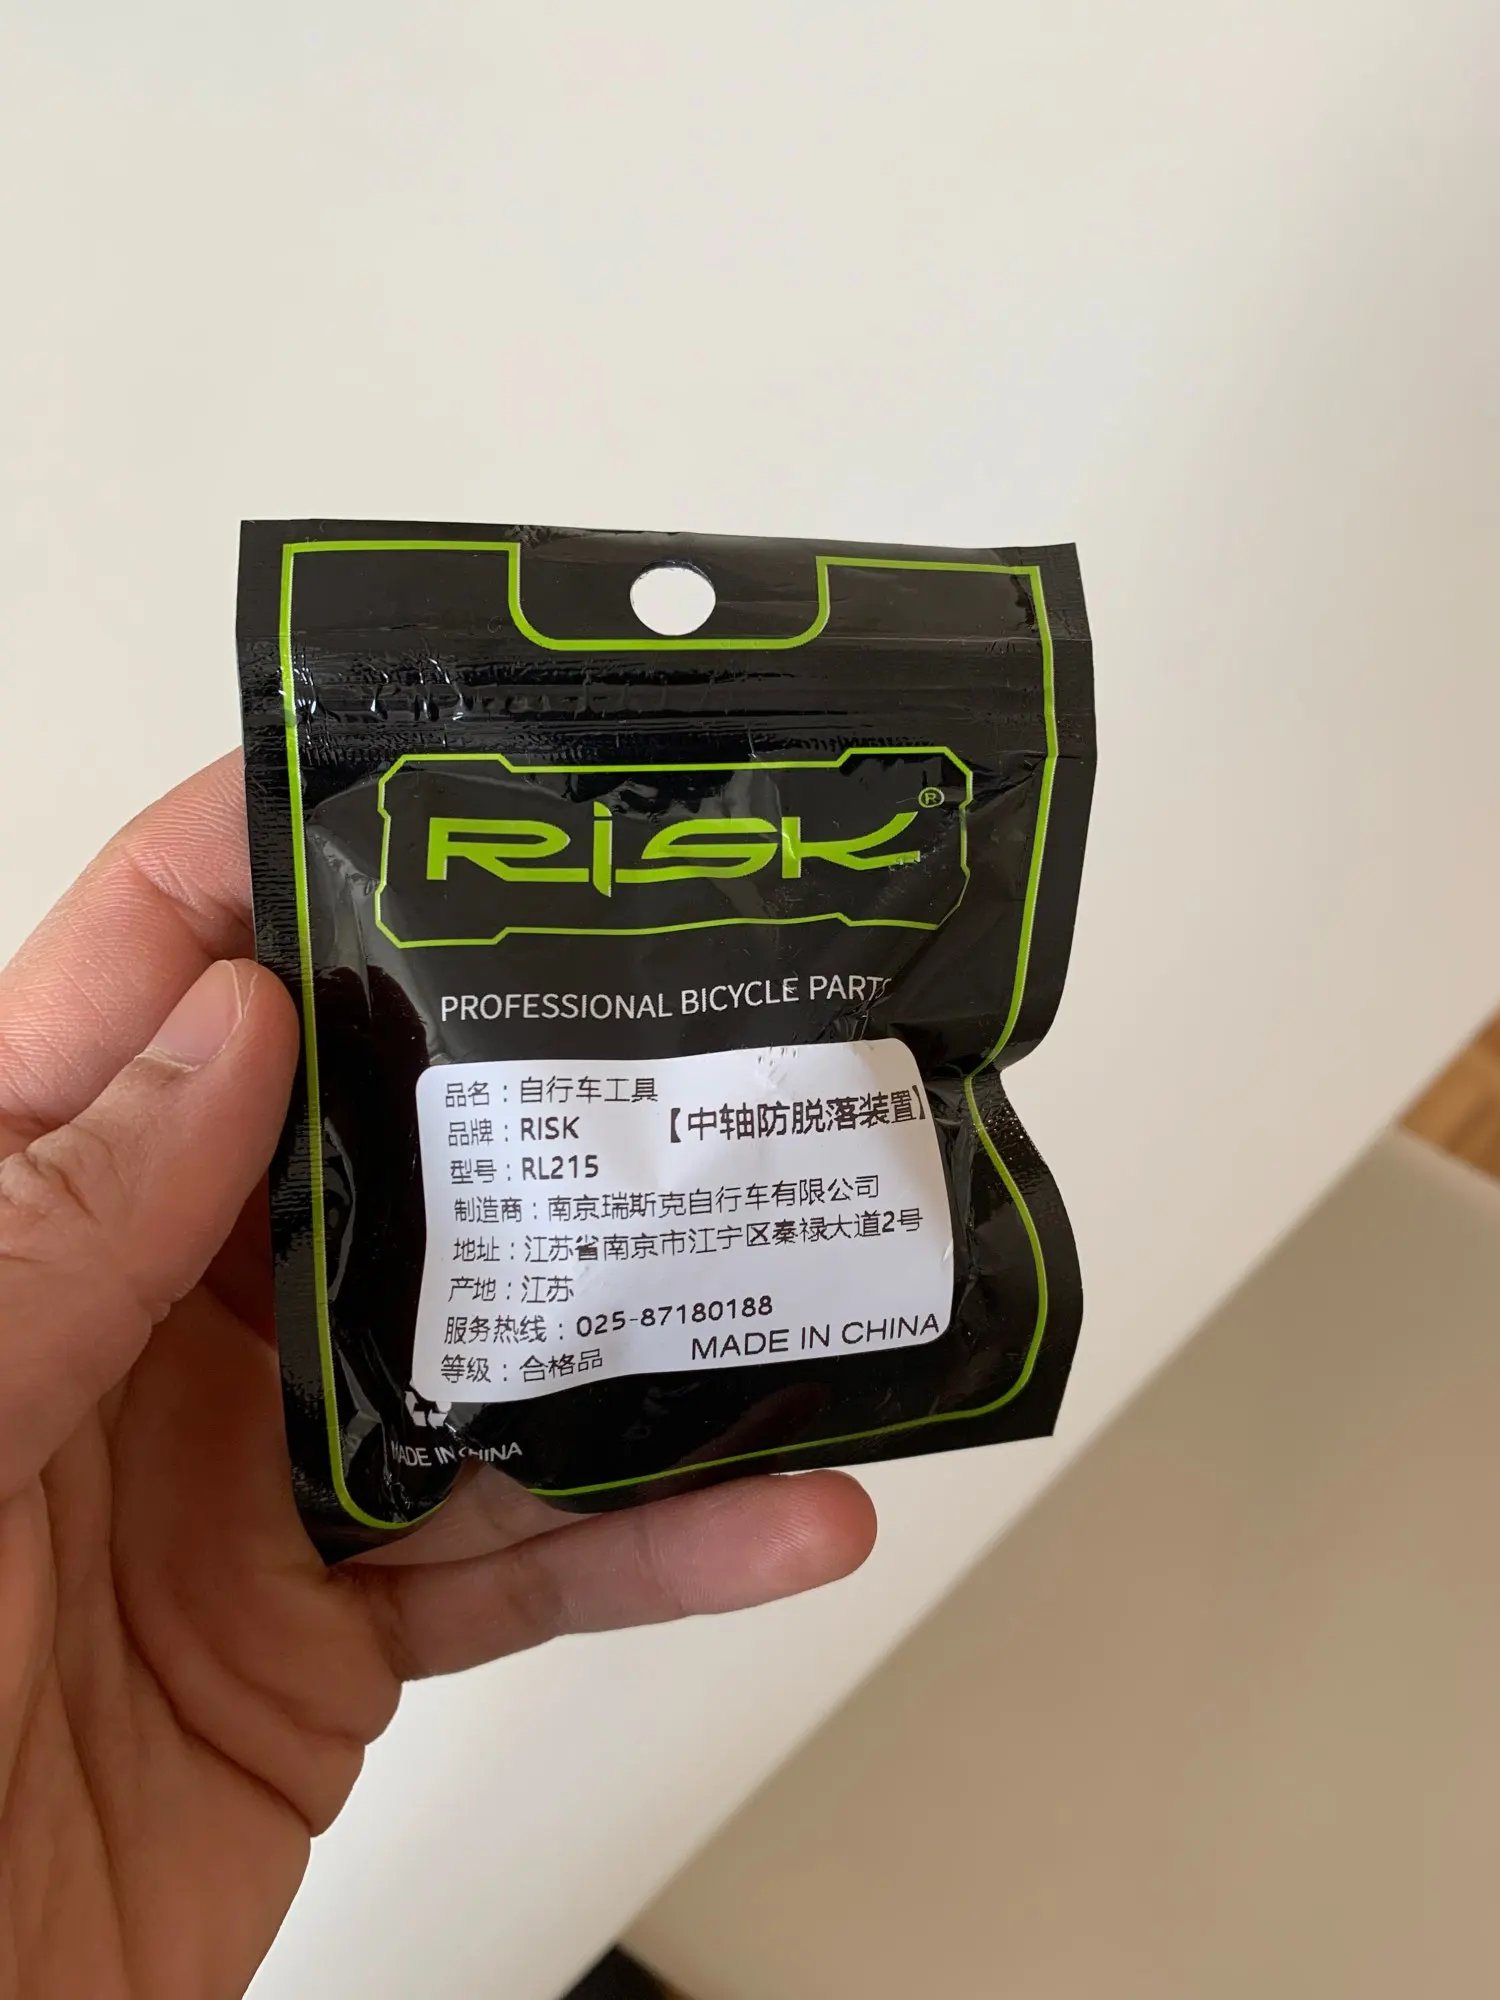 RiSK®
PROFESSIONAL BICYCLE PARTS
品名：自行车工具
品牌：RISK 【中轴防脱落装置】
型号：RL215
制造商：南京瑞斯克自行车有限公司
地址：江苏省南京市江宁区秦禄大道2号
产地：江苏
服务热线：025-87180188
等级：合格品 MADE IN CHINA
MADE IN CHINA